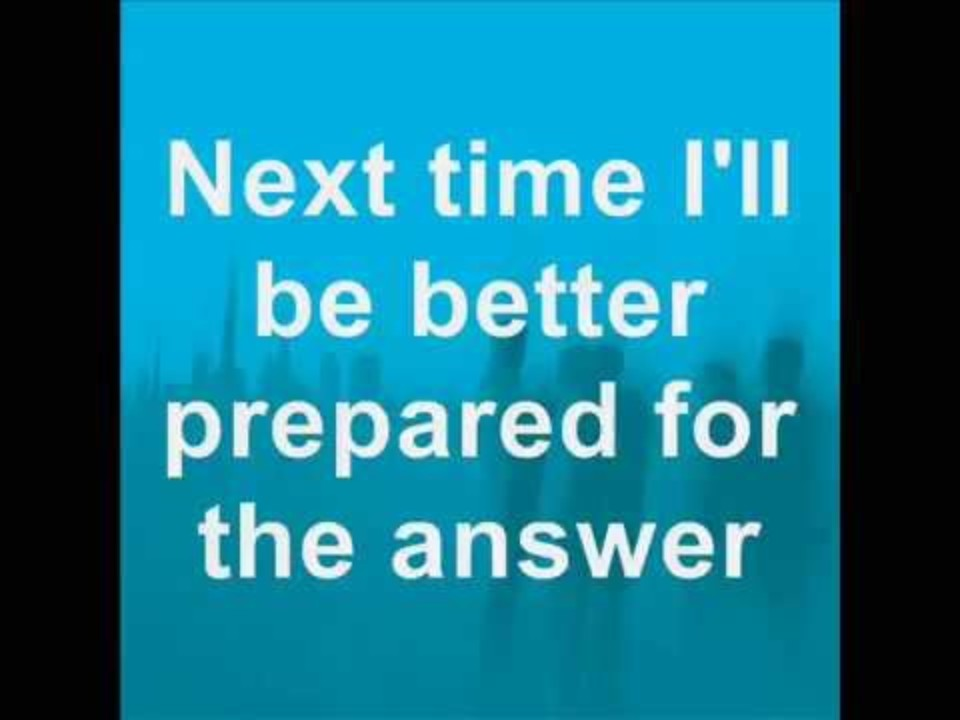 Next time I'll
be better
prepared for
the answer